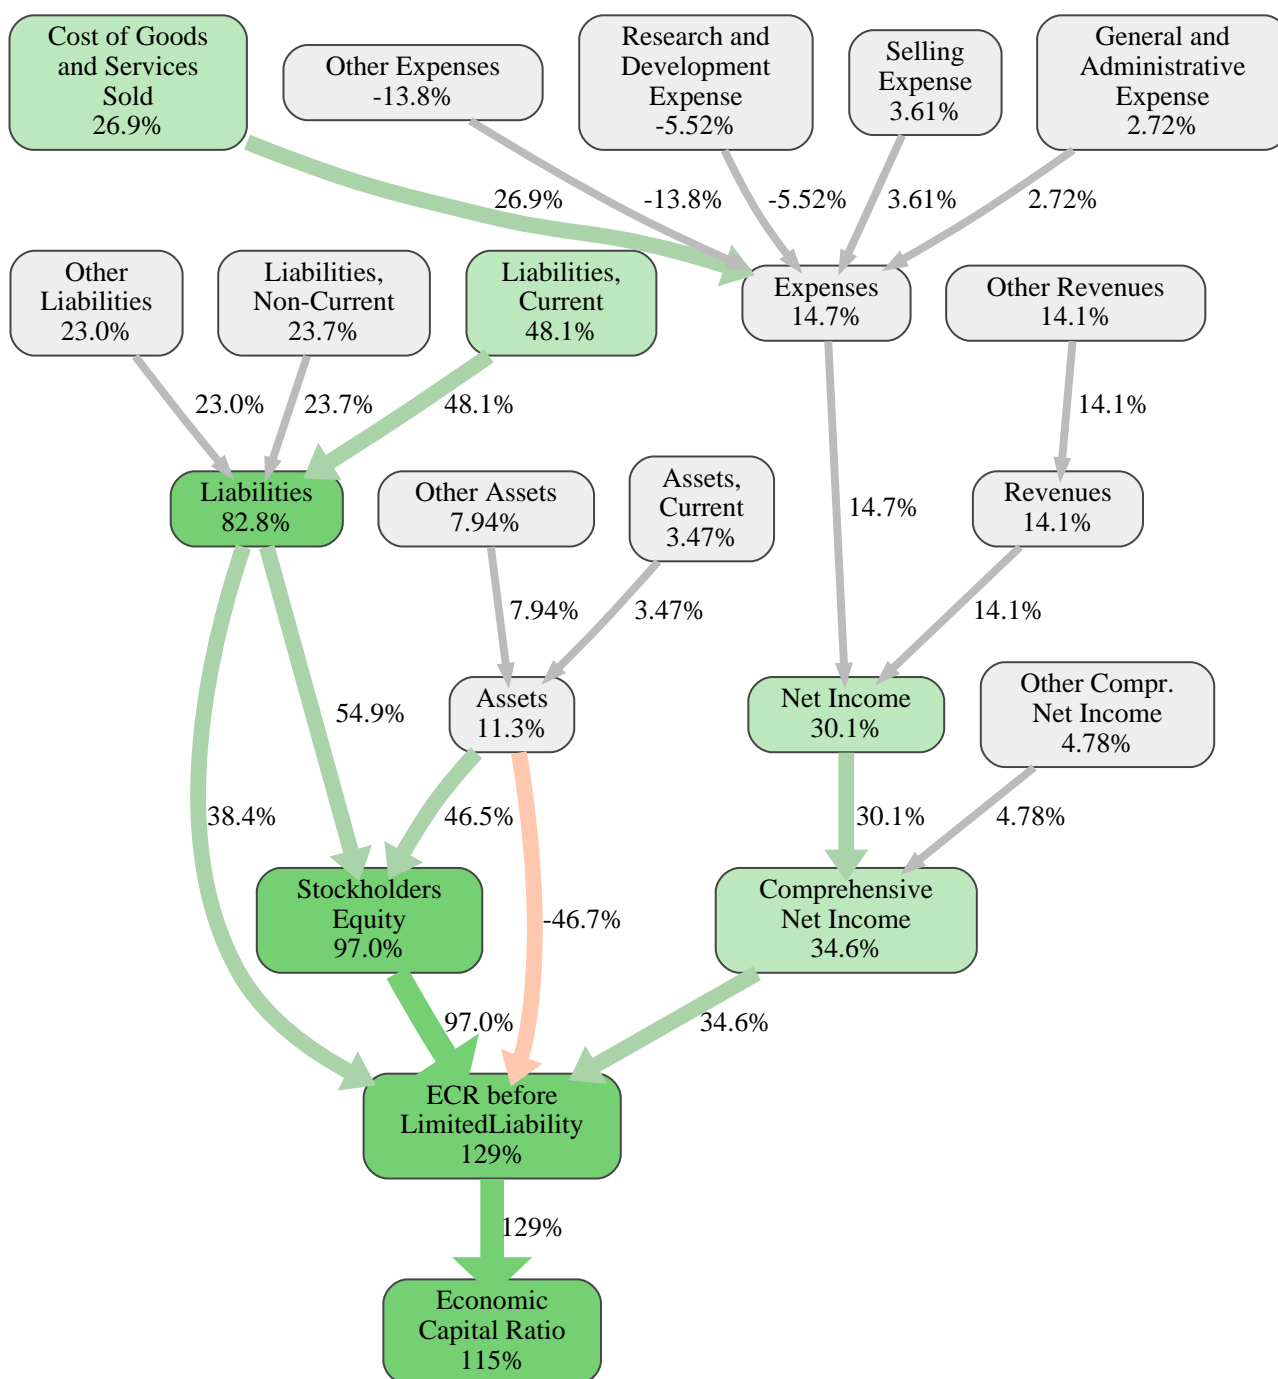 Cost of Goods
and Services
Sold
26.9%
Other Expenses
-13.8%
Research and
Development
Expense
-5.52%
Selling
Expense
3.61%
General and
Administrative
Expense
2.72%
26.9%
-13.8%
-5.52%
3.61%
2.72%
Other
Liabilities
23.0%
Liabilities,
Non-Current
23.7%
Liabilities,
Current
48.1%
Expenses
14.7%
Other Revenues
14.1%
23.0%
23.7%
48.1%
14.1%
Liabilities
82.8%
Other Assets
7.94%
Assets,
Current
3.47%
14.7%
Revenues
14.1%
7.94%
3.47%
14.1%
54.9%
Assets
11.3%
Net Income
30.1%
Other Compr.
Net Income
4.78%
38.4%
46.5%
30.1%
4.78%
Stockholders
Equity
97.0%
-46.7%
Comprehensive
Net Income
34.6%
97.0%
34.6%
ECR before
LimitedLiability
129%
129%
Economic
Capital Ratio
115%